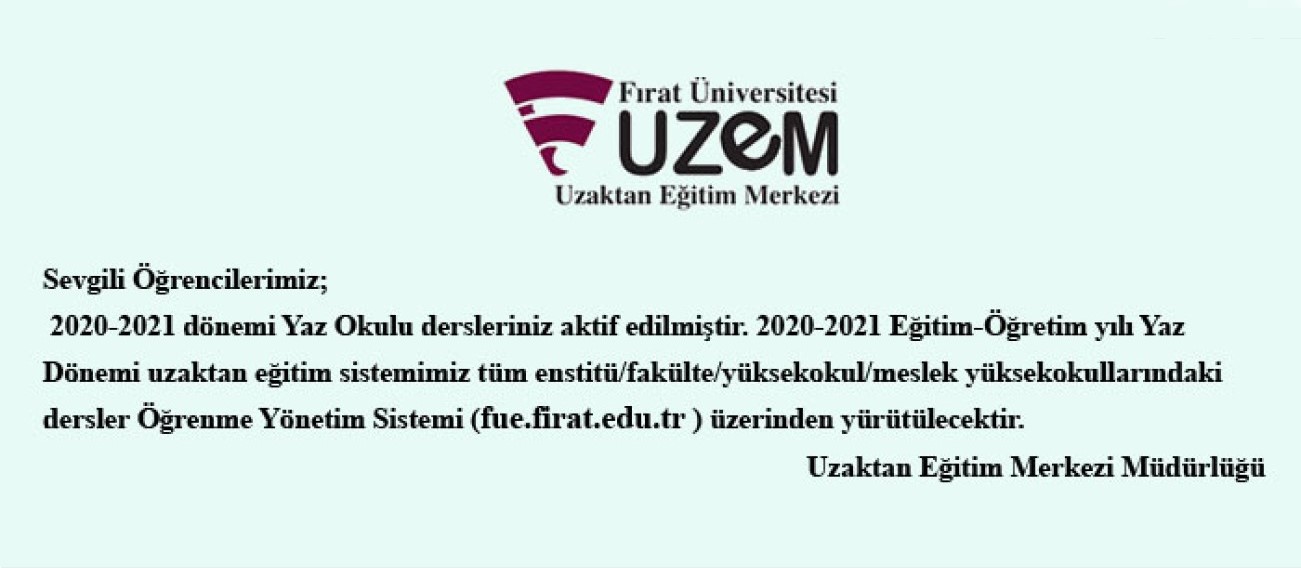 Fırat Üniversitesi
UZEM
Uzaktan Eğitim Merkezi
Sevgili Öğrencilerimiz;
2020-2021 dönemi Yaz Okulu dersleriniz aktif edilmiştir. 2020-2021 Eğitim-Öğretim yılı Yaz
Dönemi uzaktan eğitim sistemimiz tüm enstitü/fakülte/yüksekokul/meslek yüksekokullarındaki
dersler Öğrenme Yönetim Sistemi (fue.firat.edu.tr ) üzerinden yürütülecektir.
Uzaktan Eğitim Merkezi Müdürlüğü